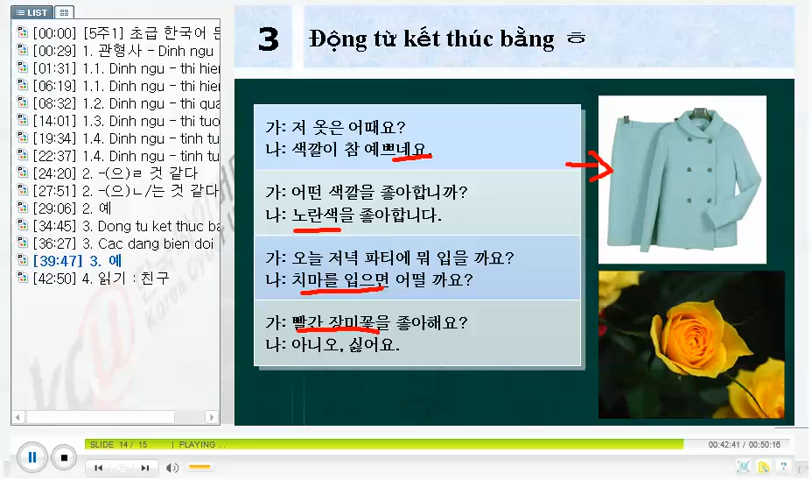 LIST
[00:00] [5주1] 초급 한국어 문
[00:29] 1. 관형사 - Dinh ngu
[01:31] 1.1. Dinh ngu - thi hien
[06:19] 1.1. Dinh ngu - thi hien
[08:32] 1.2. Dinh ngu - thi qua
[14:01] 1.3. Dinh ngu - thi tuo
[19:34] 1.4. Dinh ngu - tinh tu
[22:37] 1.4. Dinh ngu - tinh tu
[24:20] 2. -(으)ㄹ 것 같다
[27:51] 2. -(으)ㄴ/는 것 같다
[29:06] 2. 예
[34:45] 3. Dong tu ket thuc ba
[36:27] 3. Cac dang bien doi
[39:47] 3. 예
[42:50] 4. 읽기 : 친구
3 Động từ kết thúc bằng ㅎ
가: 저 옷은 어때요?
나: 색깔이 참 예쁘네요.
가: 어떤 색깔을 좋아합니까?
나: 노란색을 좋아합니다.
가: 오늘 저녁 파티에 뭐 입을 까요?
나: 치마를 입으면 어떨 까요?
가: 빨간 장미꽃을 좋아해요?
나: 아니오, 싫어요.
SLIDE 14/ 15 | PLAYING ...
00:42:41 / 00:50:16